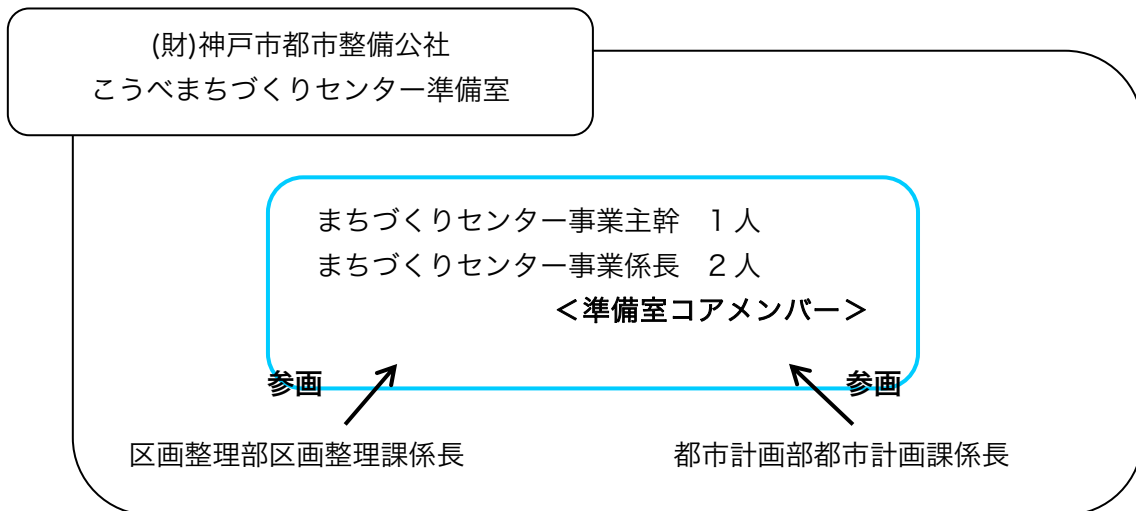 (財)神戸市都市整備公社
こうべまちづくりセンター準備室
まちづくりセンター事業主幹　1人
まちづくりセンター事業係長　2人
＜準備室コアメンバー＞
参画
参画
区画整理部区画整理課係長
都市計画部都市計画課係長